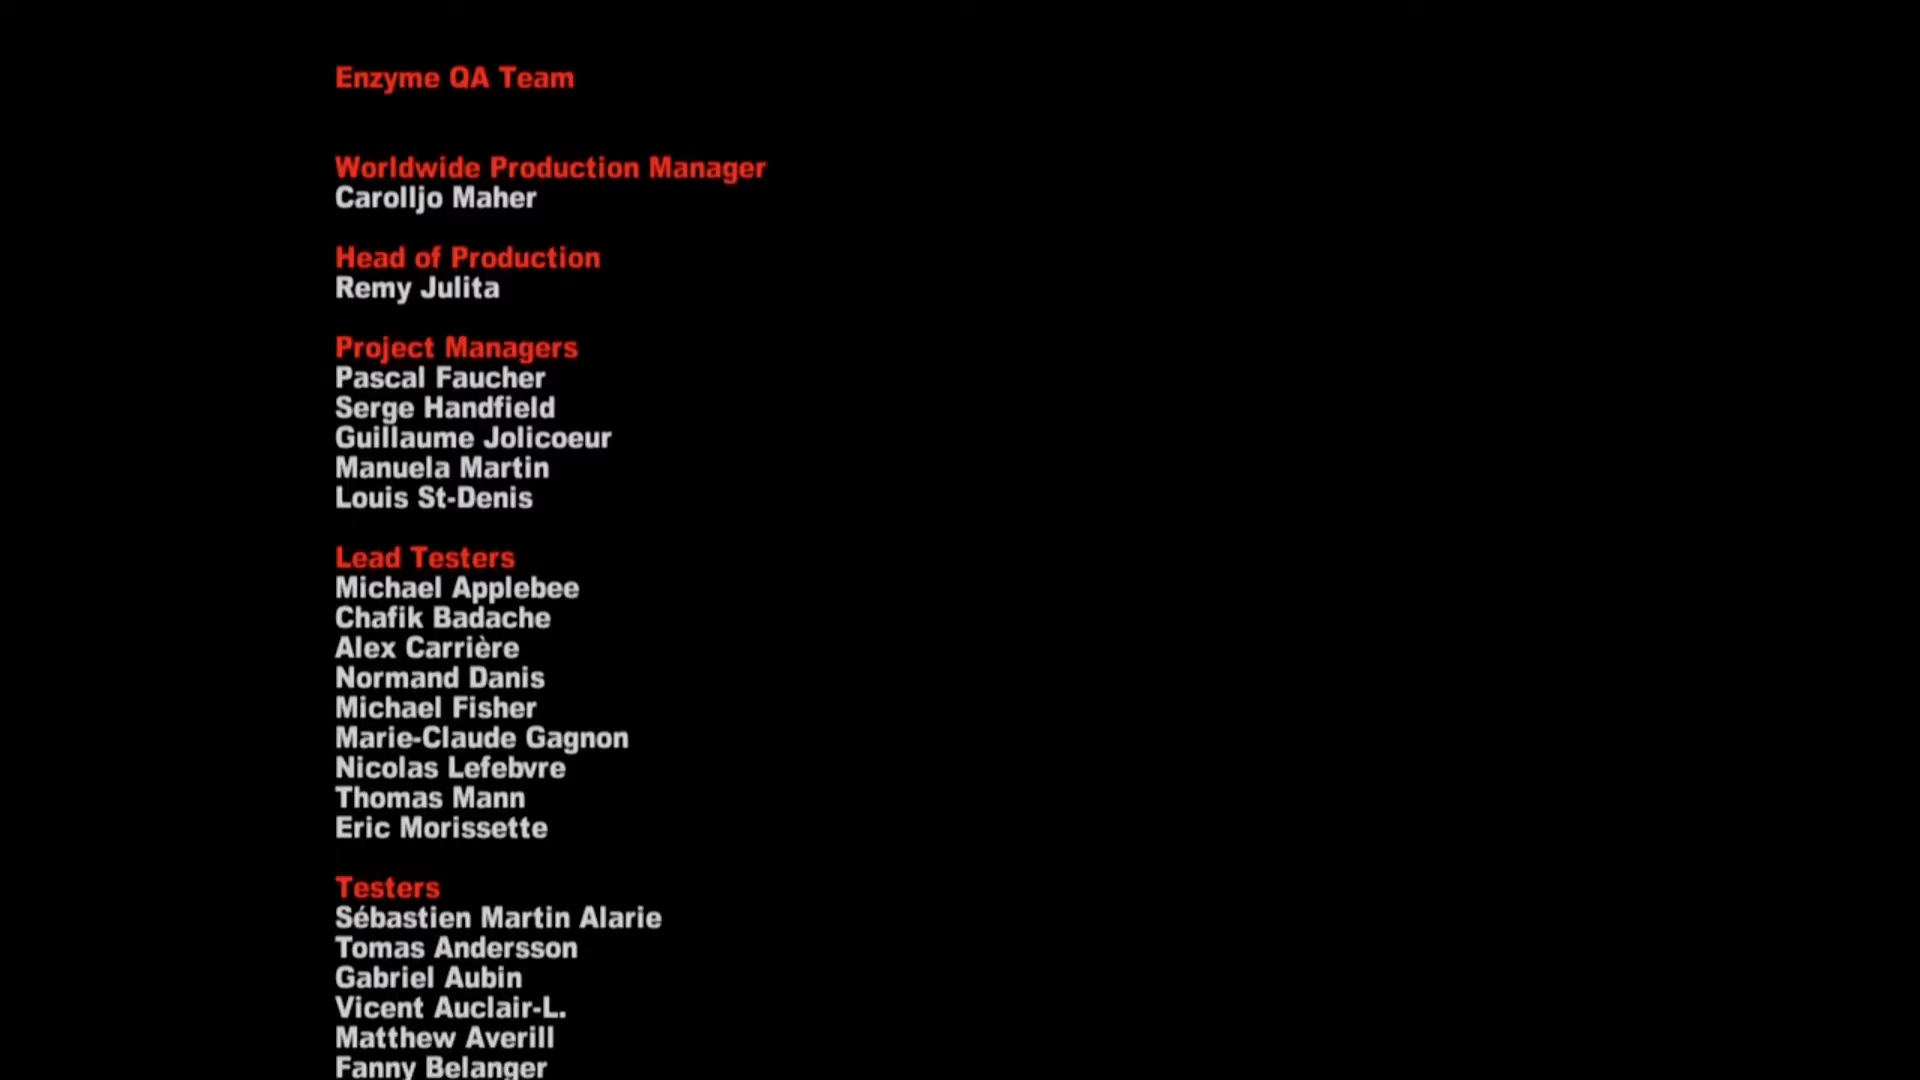 Enzyme QA Team
Worldwide Production Manager
Carolljo Maher
Head of Production
Remy Julita
Project Managers
Pascal Faucher
Serge Handfield
Guillaume Jolicoeur
Manuela Martin
Louis St-Denis
Lead Testers
Michael Applebee
Chafik Badache
Alex Carrière
Normand Danis
Michael Fisher
Marie-Claude Gagnon
Nicolas Lefebvre
Thomas Mann
Eric Morissette
Testers
Sébastien Martin Alarie
Tomas Andersson
Gabriel Aubin
Vicent Auclair-L.
Matthew Averill
Fanny Belanger